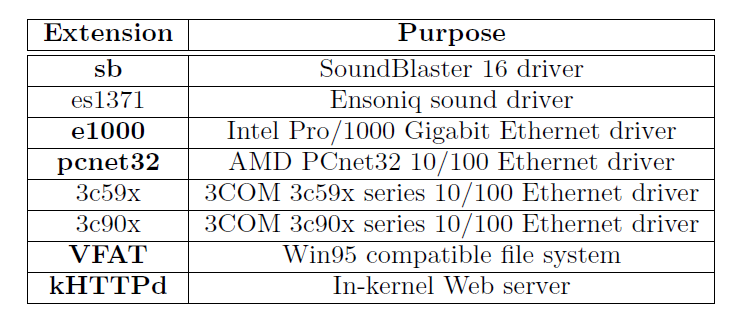 Extension Purpose
sb SoundBlaster 16 driver
es1371 Ensoniq sound driver
e1000 Intel Pro/1000 Gigabit Ethernet driver
pcnet32 AMD PCnet32 10/100 Ethernet driver
3c59x 3COM 3c59x series 10/100 Ethernet driver
3c90x 3COM 3c90x series 10/100 Ethernet driver
VFAT Win95 compatible file system
kHTTPd In-kernel Web server